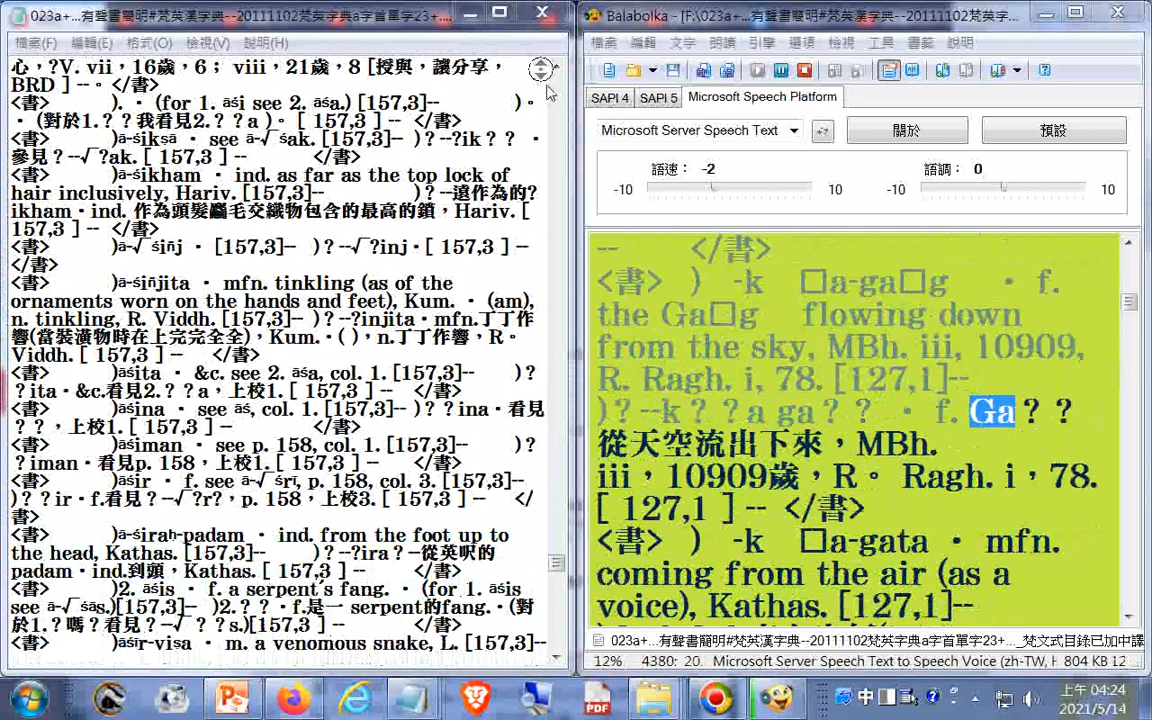 ...有聲書簡明#梵英漢字典--20111102梵英字典a字首單字23+...
檔案(F) 編輯(E) 格式(O) 檢視(V) 說明(H)
心，?V. vii，16歲，6； viii，21歲，8 [授與，讓分享，
BRD ] --。 </書>
<書> ). · (for 1. āśi see 2. āśa.) [157,3]-- )。
· (對於1.？?我看見2.？?a )。[ 157,3 ] -- </書>
<書> )ā-śikṣā · see ā-√śak. [157,3]-- )?--?ik？？ ·
參見？--√?ak. [ 157,3 ] -- </書>
<書> )ā-śikham · ind. as far as the top lock of
hair inclusively, Hariv. [157,3]-- )？--遠作為的?
ikham · ind. 作為頭髮鬣毛交織物包含的最高的鎖，Hariv. [
157,3 ] -- </書>
<書> )ā-√śiñj · [157,3]-- )？--√?inj · [ 157,3 ] --
</書>
<書> )ā-śiñjita · mfn. tinkling (as of the
ornaments worn on the hands and feet), Kum. · (am),
n. tinkling, R. Viddh. [157,3]-- )？--?injita · mfn.丁丁作
響(當裝潢物時在上完完全全)，Kum. · ( )，n.丁丁作響，R。
Viddh. [ 157,3 ] -- </書>
<書> )āśita · &c. see 2. āśa, col. 1. [157,3]-- )？
？ita · &c.看見2.？？a，上校1. [ 157,3 ] -- </書>
<書> )āśina · see āś, col. 1. [157,3]-- )？？ina · 看見
？？，上校1. [ 157,3 ] -- </書>
<書> )āśiman · see p. 158, col. 1. [157,3]-- )？
？iman · 看見p. 158，上校1. [ 157,3 ] -- </書>
<書> )āśir · f. see ā-√śrī, p. 158, col. 3. [157,3]--
)？？ir · f.看見？--√?r?，p. 158，上校3. [ 157,3 ] -- </
書>
<書> )ā-śiraḥ-padam · ind. from the foot up to
the head, Kathas. [157,3]-- )？--?ira？--從英呎的
padam · ind.到頭，Kathas. [ 157,3 ] -- </書>
<書> )2. āśis · f. a serpent's fang. · (for 1. āśis
see ā-√śās.)[157,3]-- )2.？？ · f.是一 serpent的fang. · (對
於1.？嗎？看見？--√？？s.)[157,3 ] -- </書>
<書> )āśīr-viṣa · m. a venomous snake, L. [157,3]--
Balabolka - [F:\023a+...有聲書簡明#梵英漢字典--20111102梵英字...
檔案 編輯 文字 朗讀 引擎 選項 檢視 工具 書籤 說明
SAPI 4 SAPI 5 Microsoft Speech Platform
Microsoft Server Speech Text 關於 預設
語速： -2 語調： 0
-10 10 -10 10
-- </書>
<書> ) -k □a-ga□g · f.
the Ga□g flowing down
from the sky, MBh. iii, 10909,
R. Ragh. i, 78. [127,1]--
)？--k？？a ga？？ · f. Ga？？
從天空流出下來，MBh.
iii，10909歲，R。 Ragh. i，78.
[ 127,1 ] -- </書>
<書> ) -k □a-gata · mfn.
coming from the air (as a
voice), Kathas. [127,1]--
023a+...有聲書簡明#梵英漢字典--20111102梵英字典a字首單字23+..._梵文式目錄已加中譯
12% 4380: 20. Microsoft Server Speech Text to Speech Voice (zh-TW, H 804 KB 12
中
上午 04:24
2021/5/14